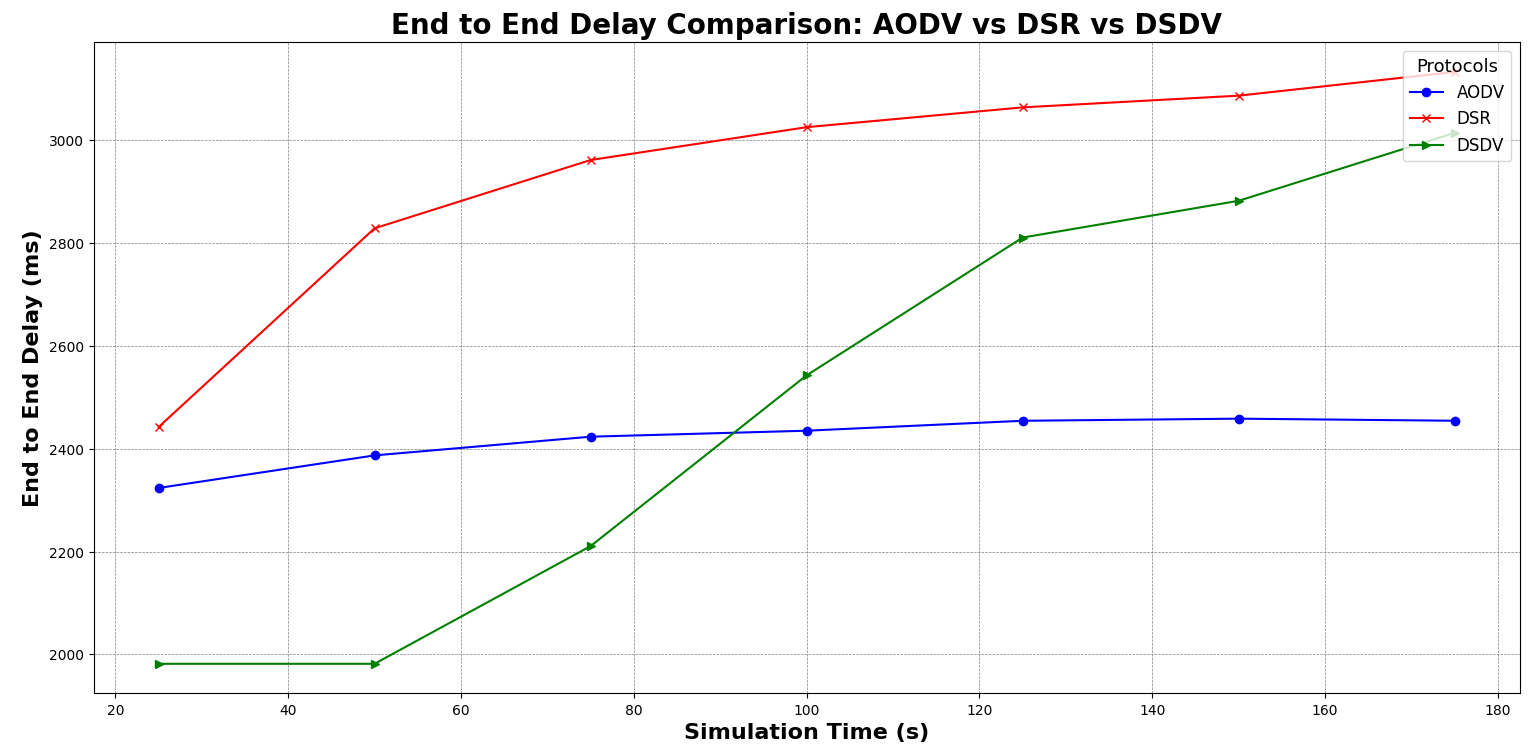 End to End Delay Comparison: AODV vs DSR vs DSDV
Protocols
AODV
DSR
DSDV
End to End Delay (ms)
3000
2800
2600
2400
2200
2000
20 40 60 80 100 120 140 160 180
Simulation Time (s)